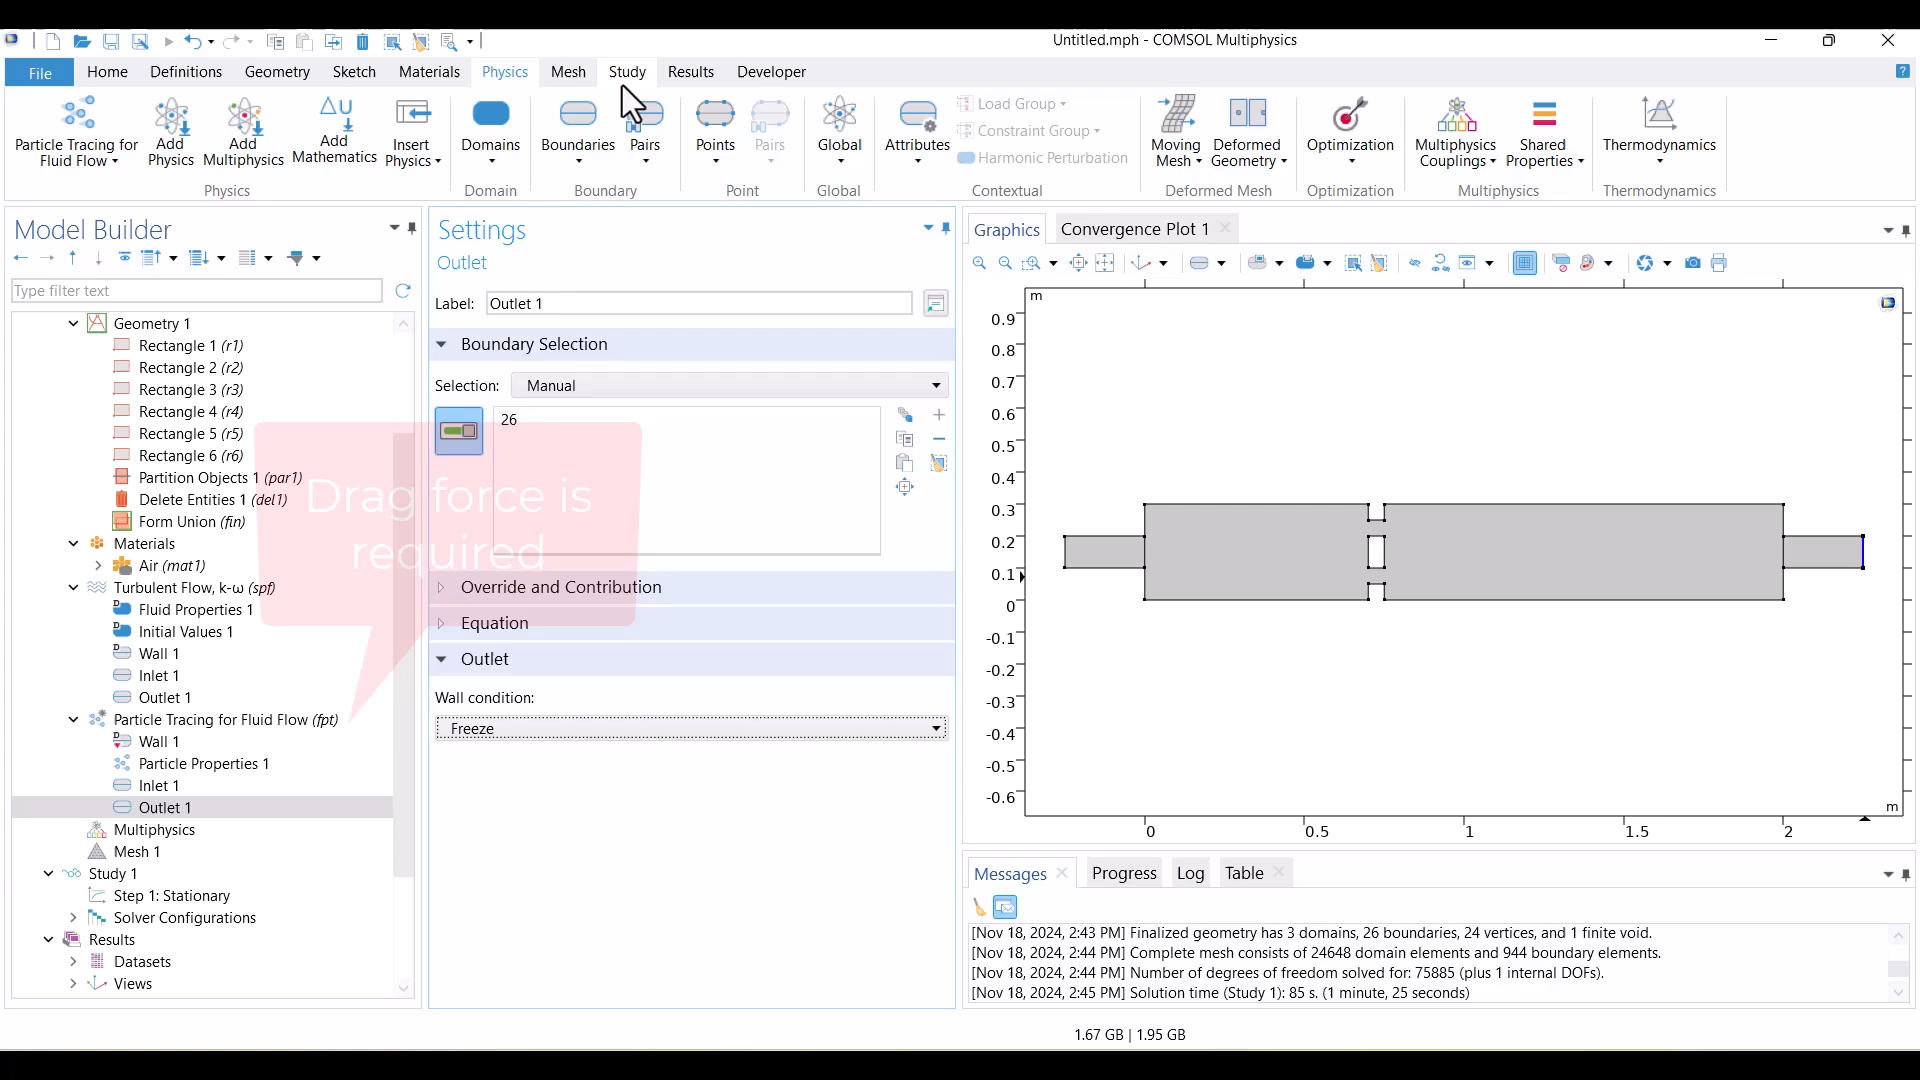 Untitled.mph - COMSOL Multiphysics
File Home Definitions Geometry Sketch Materials Physics Mesh Study Results Developer
Particle Tracing for Fluid Flow
Add Physics
Add Multiphysics
Add Mathematics
Insert Physics
Domains
Boundaries
Pairs
Points
Pairs
Global
Attributes
Load Group
Constraint Group
Harmonic Perturbation
Moving Mesh
Deformed Geometry
Optimization
Multiphysics Couplings
Shared Properties
Thermodynamics
Physics Domain Boundary Point Global Contextual Deformed Mesh Optimization Multiphysics Thermodynamics
Model Builder
Type filter text
Geometry 1
Rectangle 1 (r1)
Rectangle 2 (r2)
Rectangle 3 (r3)
Rectangle 4 (r4)
Rectangle 5 (r5)
Rectangle 6 (r6)
Partition Objects 1 (par1)
Delete Entities 1 (del1)
Form Union (fin)
Materials
Air (mat1)
Turbulent Flow, k-ω (spf)
Fluid Properties 1
Initial Values 1
Wall 1
Inlet 1
Outlet 1
Particle Tracing for Fluid Flow (fpt)
Wall 1
Particle Properties 1
Inlet 1
Outlet 1
Multiphysics
Mesh 1
Study 1
Step 1: Stationary
Solver Configurations
Results
Datasets
Views
Drag force is
required
Settings
Outlet
Label: Outlet 1
Boundary Selection
Selection: Manual
26
Override and Contribution
Equation
Outlet
Wall condition:
Freeze
Graphics Convergence Plot 1
m
0.9
0.8
0.7
0.6
0.5
0.4
0.3
0.2
0.1
0
-0.1
-0.2
-0.3
-0.4
-0.5
-0.6
m
0 0.5 1 1.5 2
Messages Progress Log Table
[Nov 18, 2024, 2:43 PM] Finalized geometry has 3 domains, 26 boundaries, 24 vertices, and 1 finite void.
[Nov 18, 2024, 2:44 PM] Complete mesh consists of 24648 domain elements and 944 boundary elements.
[Nov 18, 2024, 2:44 PM] Number of degrees of freedom solved for: 75885 (plus 1 internal DOFs).
[Nov 18, 2024, 2:45 PM] Solution time (Study 1): 85 s. (1 minute, 25 seconds)
1.67 GB | 1.95 GB